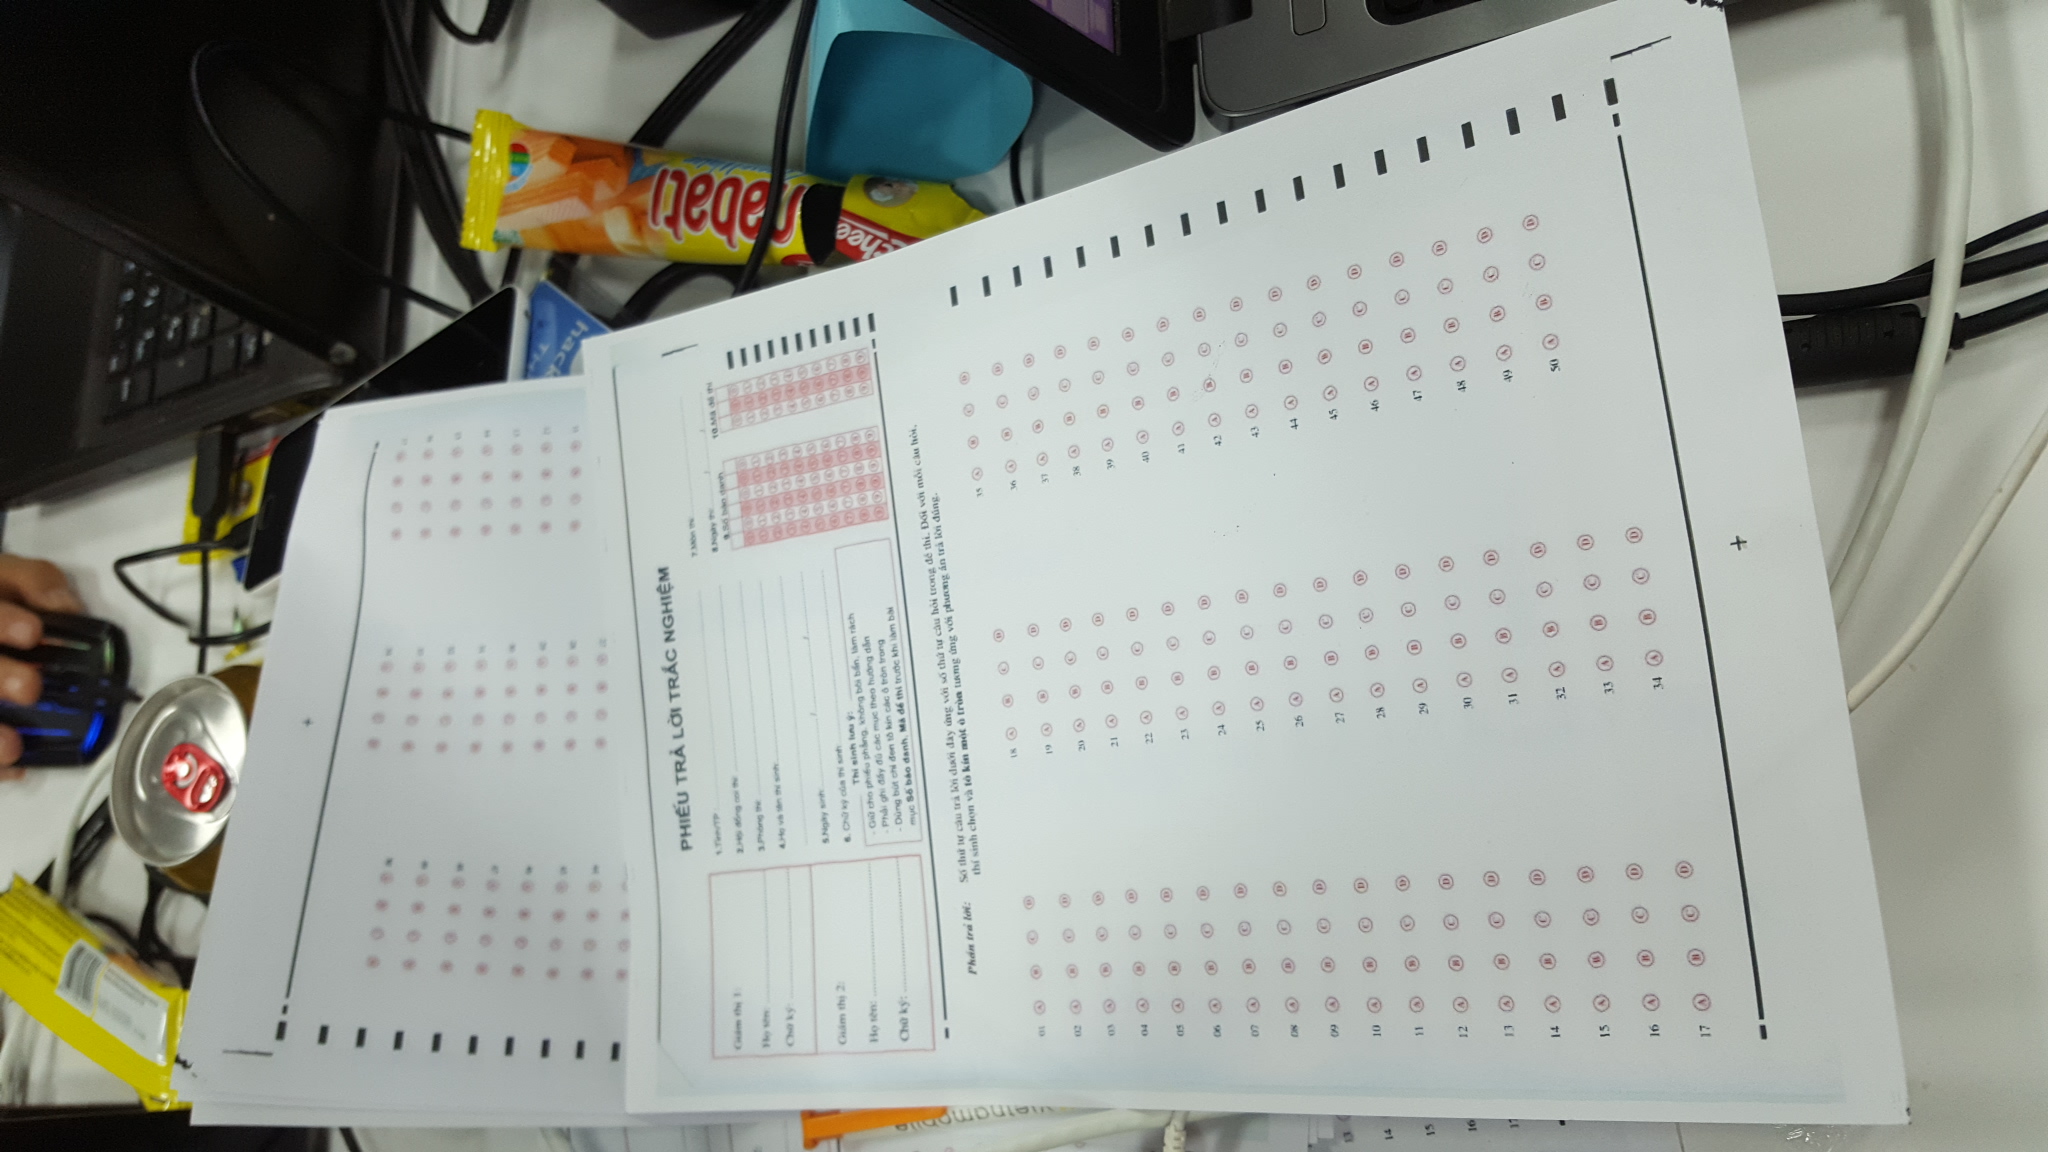 PHIẾU TRẢ LỜI TRẮC NGHIỆM
Giám thị 1:
Họ tên:
Chữ ký:
Giám thị 2:
Họ tên:
Chữ ký:
1.Tỉnh/TP
2.Hội đồng coi thi:
3.Phòng thi:
4.Họ và tên thí sinh:
5.Ngày sinh: / /
6. Chữ ký của thí sinh:
Thí sinh lưu ý:
- Giữ cho phiếu phẳng, không bôi bẩn, làm rách
- Phải ghi đầy đủ các mục theo hướng dẫn
- Dùng bút chì đen tô kín các ô tròn trong
mục Số báo danh, Mã đề thi trước khi làm bài
7.Môn thi:
8.Ngày thi: / /
9.Số báo danh
10.Mã đề thi
Phần trả lời: Số thứ tự câu trả lời dưới đây ứng với số thứ tự câu hỏi trong đề thi. Đối với mỗi câu hỏi,
thí sinh chọn và tô kín một ô tròn tương ứng với phương án trả lời đúng.
01 A B C D
02 A B C D
03 A B C D
04 A B C D
05 A B C D
06 A B C D
07 A B C D
08 A B C D
09 A B C D
10 A B C D
11 A B C D
12 A B C D
13 A B C D
14 A B C D
15 A B C D
16 A B C D
17 A B C D
18 A B C D
19 A B C D
20 A B C D
21 A B C D
22 A B C D
23 A B C D
24 A B C D
25 A B C D
26 A B C D
27 A B C D
28 A B C D
29 A B C D
30 A B C D
31 A B C D
32 A B C D
33 A B C D
34 A B C D
35 A B C D
36 A B C D
37 A B C D
38 A B C D
39 A B C D
40 A B C D
41 A B C D
42 A B C D
43 A B C D
44 A B C D
45 A B C D
46 A B C D
47 A B C D
48 A B C D
49 A B C D
50 A B C D
13
14
15
16
17
nabati
hack